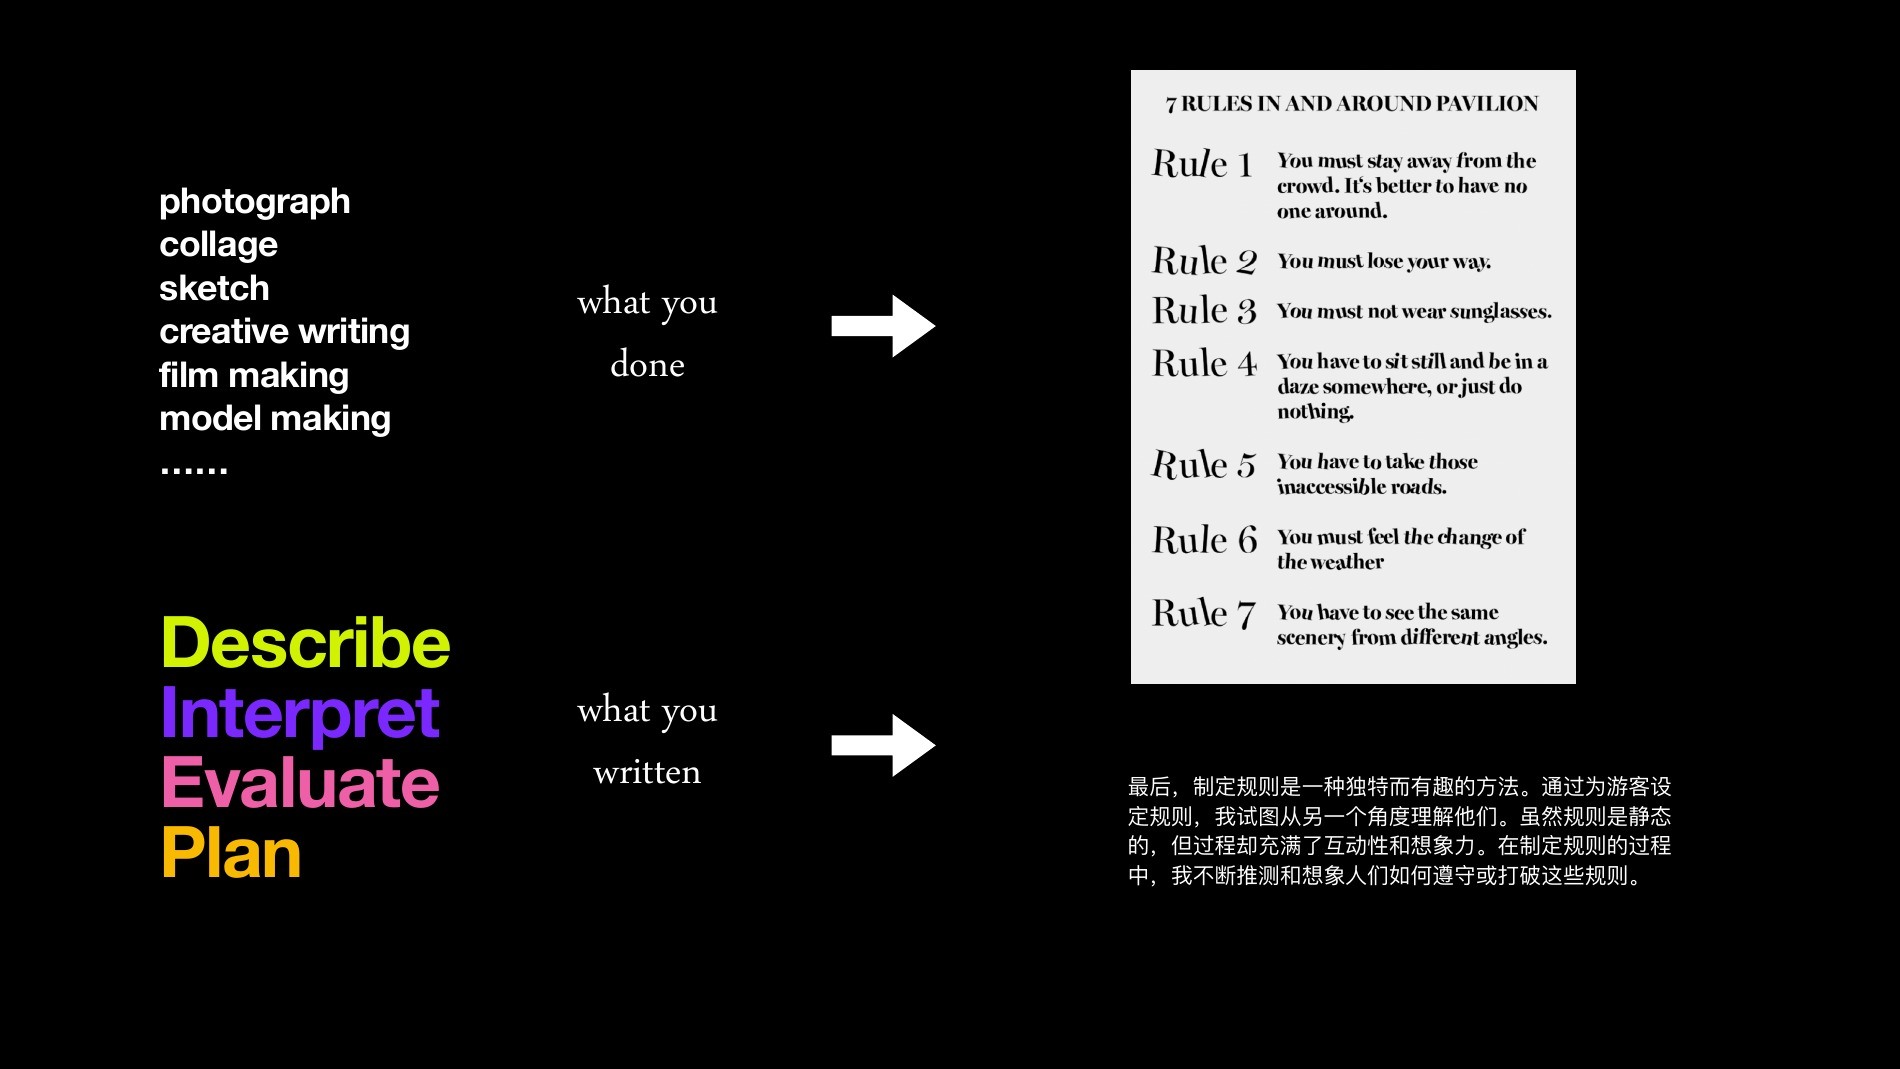 photograph
collage
sketch
creative writing
film making
model making
......
what you
done
7 RULES IN AND AROUND PAVILION
Rule 1 You must stay away from the
crowd. It‘s better to have no
one around.
Rule 2 You must lose your way.
Rule 3 You must not wear sunglasses.
Rule 4 You have to sit still and be in a
daze somewhere, or just do
nothing.
Rule 5 You have to take those
inaccessible roads.
Rule 6 You must feel the change of
the weather
Rule 7 You have to see the same
scenery from different angles.
Describe
Interpret
Evaluate
Plan
what you
written
最后，制定规则是一种独特而有趣的方法。通过为游客设
定规则，我试图从另一个角度理解他们。虽然规则是静态
的，但过程却充满了互动性和想象力。在制定规则的过程
中，我不断推测和想象人们如何遵守或打破这些规则。